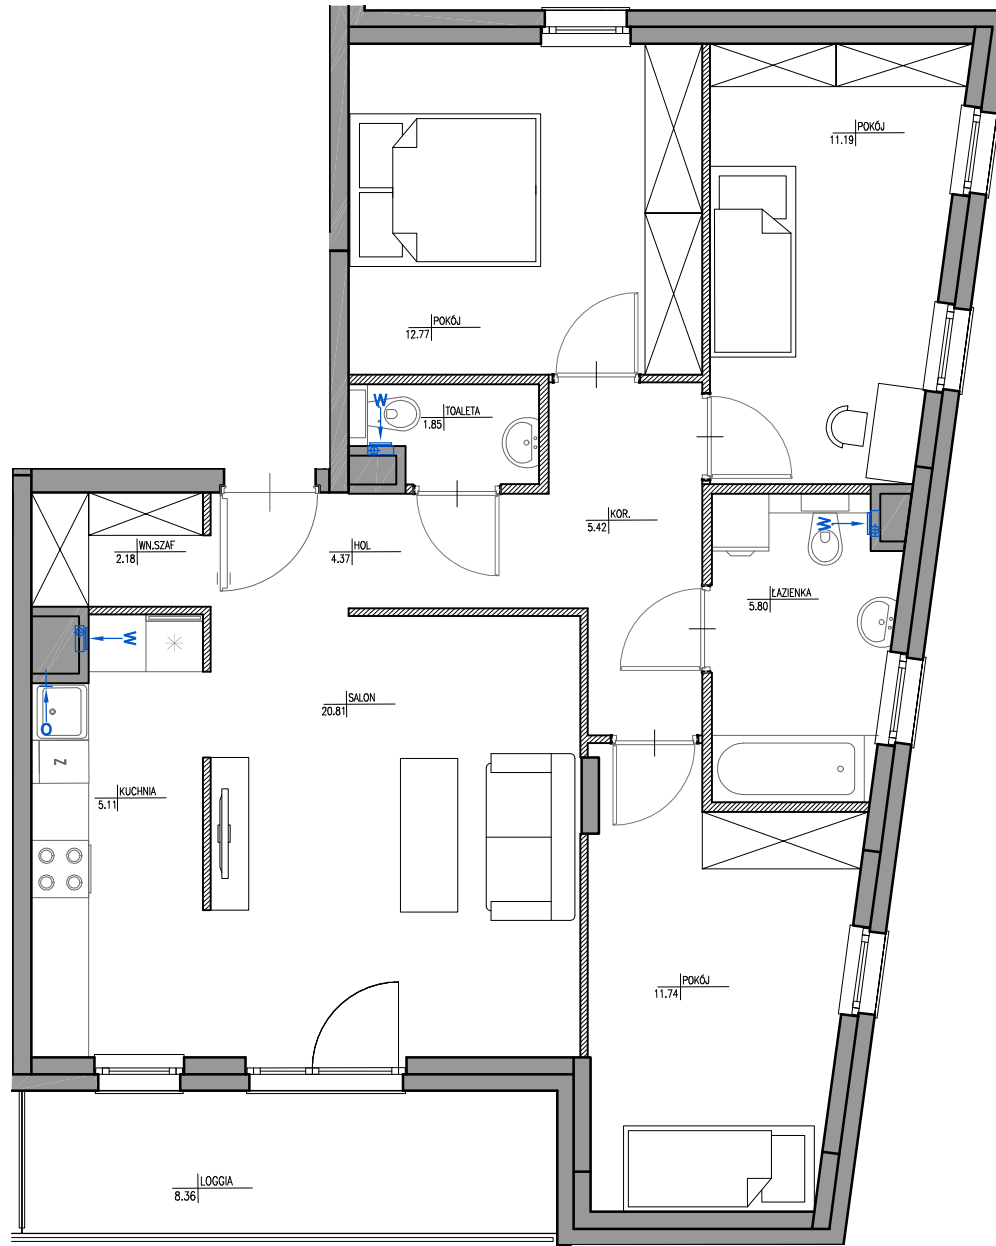 POKÓJ
11.19
POKÓJ
12.77
W
TOALETA
1.85
KOR.
5.42
W
WN.SZAF
2.18
HOL
4.37
ŁAZIENKA
5.80
W
SALON
20.81
O
Z
KUCHNIA
5.11
POKÓJ
11.74
LOGGIA
8.36